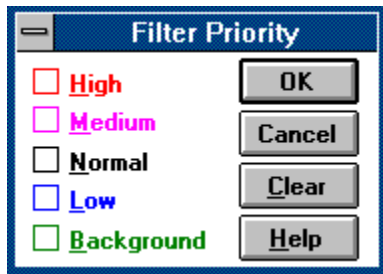 Filter Priority
High
Medium
Normal
Low
Background
OK
Cancel
Clear
Help